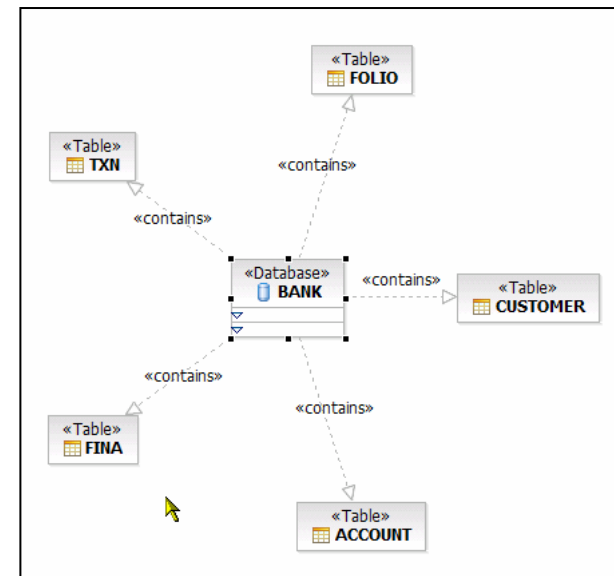 «Table»
FOLIO
«Table»
TXN
«contains»
«contains»
«Database»
BANK
«contains»
«Table»
CUSTOMER
«contains»
«contains»
«Table»
FINA
«Table»
ACCOUNT